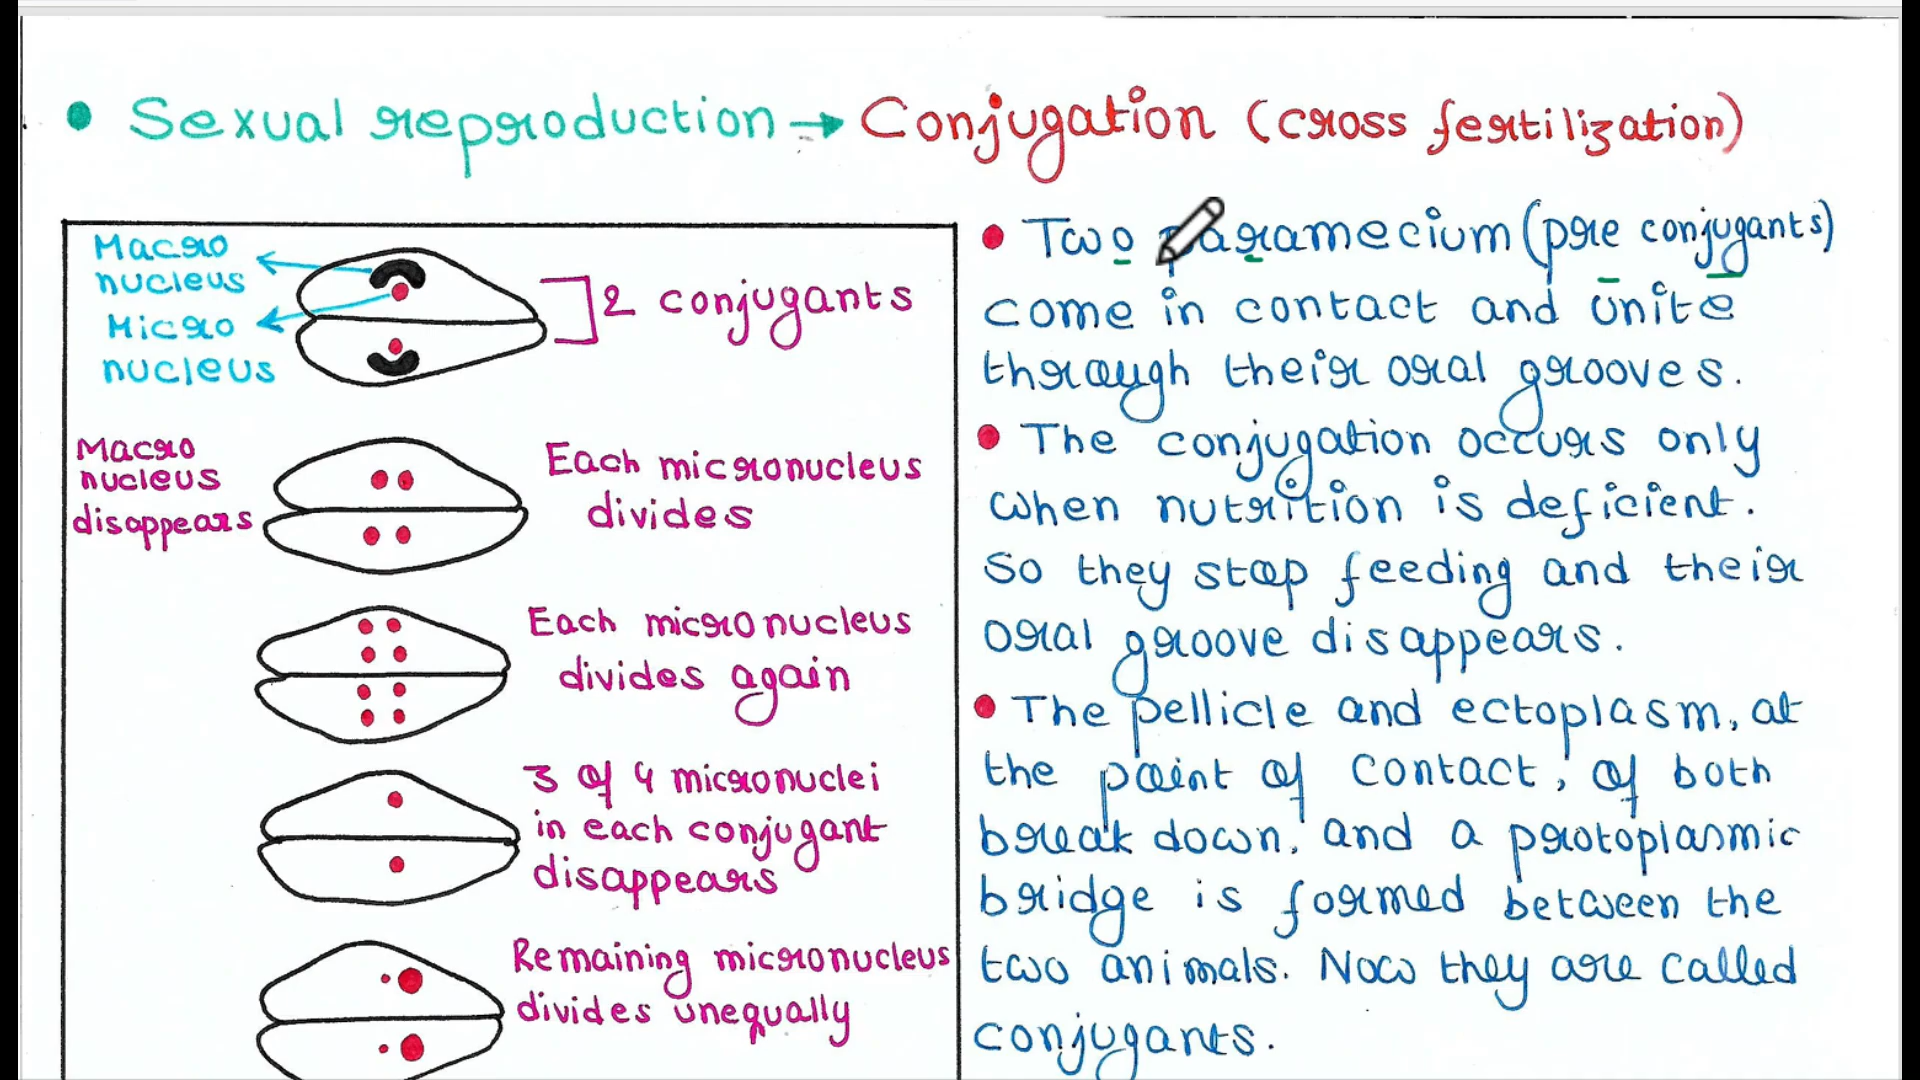 • Sexual reproduction → Conjugation (cross fertilization)
Macro
nucleus
Micro
nucleus
2 conjugants
Macro
nucleus
disappears
Each micronucleus
divides
Each micronucleus
divides again
3 of 4 micronuclei
in each conjugant
disappears
Remaining micronucleus
divides unequally
• Two paramecium (pre conjugants)
come in contact and unite
through their oral grooves.
• The conjugation occurs only
when nutrition is deficient.
So they stop feeding and their
oral groove disappears.
• The pellicle and ectoplasm, at
the point of contact, of both
break down, and a protoplasmic
bridge is formed between the
two animals. Now they are called
conjugants.